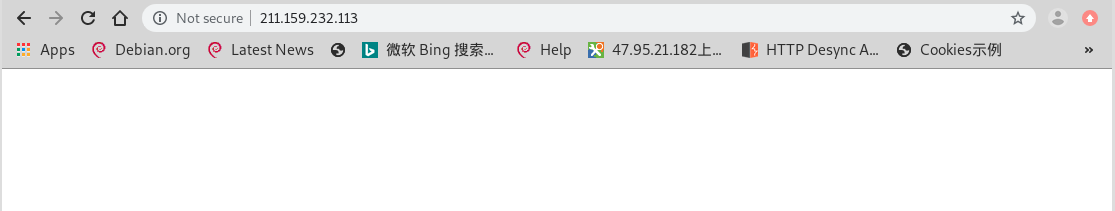 Not secure 211.159.232.113
Apps Debian.org Latest News 微软 Bing 搜索... Help 47.95.21.182上... HTTP Desync A... Cookies示例 »